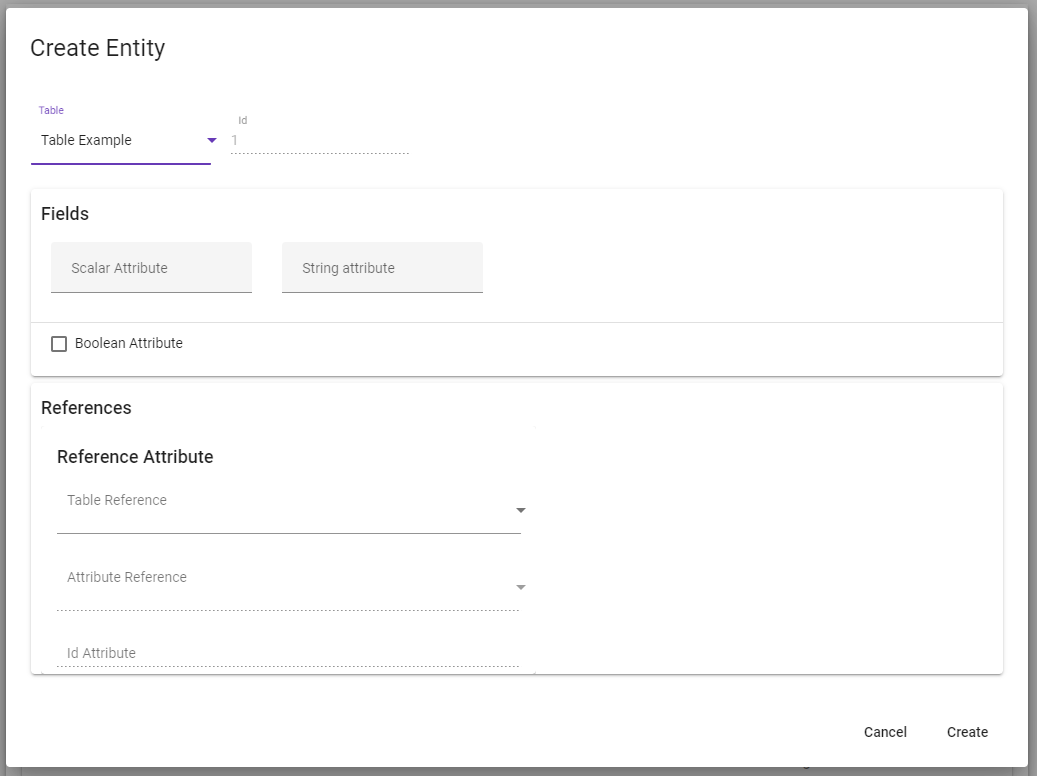 Create Entity
Table
Id
Table Example
1
Fields
Scalar Attribute
String attribute
Boolean Attribute
References
Reference Attribute
Table Reference
Attribute Reference
Id Attribute
Cancel
Create